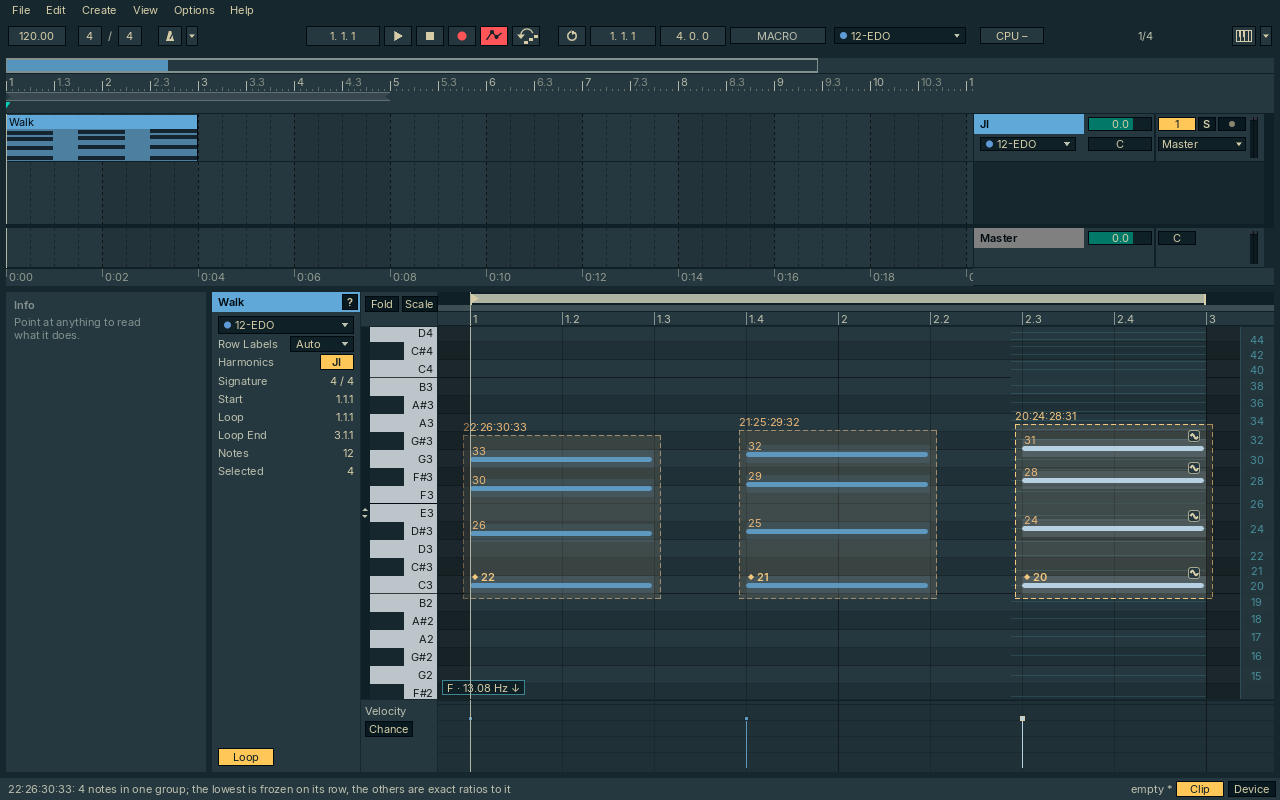 File Edit Create View Options Help
120.00 4 / 4 1. 1. 1 1. 1. 1 4. 0. 0 MACRO 12-EDO CPU – 1/4
1 1.3 2 2.3 3 3.3 4 4.3 5 5.3 6 6.3 7 7.3 8 8.3 9 9.3 10 10.3 1
Walk
JI 0.0 1 S
12-EDO C Master
Master 0.0 C
0:00 0:02 0:04 0:06 0:08 0:10 0:12 0:14 0:16 0:18
Info
Point at anything to read
what it does.
Walk ?
12-EDO
Row Labels Auto
Harmonics JI
Signature 4 / 4
Start 1.1.1
Loop 1.1.1
Loop End 3.1.1
Notes 12
Selected 4
Loop
Fold Scale
1 1.2 1.3 1.4 2 2.2 2.3 2.4 3
D4
C#4
C4
B3
A#3
A3
G#3
G3
F#3
F3
E3
D#3
D3
C#3
C3
B2
A#2
A2
G#2
G2
F#2
22:26:30:33
33
30
26
22
21:25:29:32
32
29
25
21
20:24:28:31
31
28
24
20
44
42
40
38
36
34
32
30
28
26
24
22
21
20
19
18
17
16
15
F · 13.08 Hz ↓
Velocity
Chance
22:26:30:33: 4 notes in one group; the lowest is frozen on its row, the others are exact ratios to it
empty * Clip Device